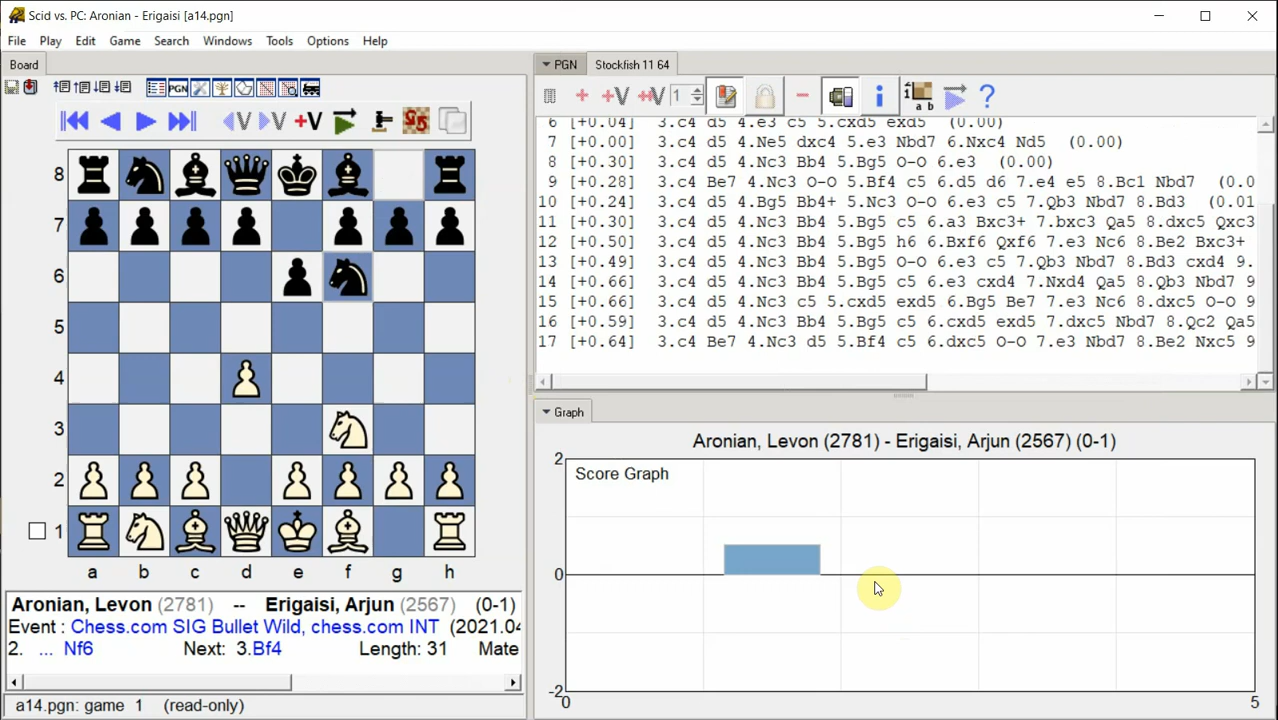 Scid vs. PC: Aronian - Erigaisi [a14.pgn]
File Play Edit Game Search Windows Tools Options Help
Board
PGN
V V +V
8
7
6
5
4
3
2
1
a b c d e f g h
Aronian, Levon (2781) -- Erigaisi, Arjun (2567) (0-1)
Event : Chess.com SIG Bullet Wild, chess.com INT (2021.04
2. ... Nf6 Next: 3.Bf4 Length: 31 Mate
a14.pgn: game 1 (read-only)
PGN Stockfish 11 64
+ +V +V 1 − i a b ?
6 [+0.04] 3.c4 d5 4.e3 c5 5.cxd5 exd5 (0.00)
7 [+0.00] 3.c4 d5 4.Ne5 dxc4 5.e3 Nbd7 6.Nxc4 Nd5 (0.00)
8 [+0.30] 3.c4 d5 4.Nc3 Bb4 5.Bg5 O-O 6.e3 (0.00)
9 [+0.28] 3.c4 Be7 4.Nc3 O-O 5.Bf4 c5 6.d5 d6 7.e4 e5 8.Bc1 Nbd7 (0.0
10 [+0.24] 3.c4 d5 4.Bg5 Bb4+ 5.Nc3 O-O 6.e3 c5 7.Qb3 Nbd7 8.Bd3 (0.01
11 [+0.30] 3.c4 d5 4.Nc3 Bb4 5.Bg5 c5 6.a3 Bxc3+ 7.bxc3 Qa5 8.dxc5 Qxc3
12 [+0.50] 3.c4 d5 4.Nc3 Bb4 5.Bg5 h6 6.Bxf6 Qxf6 7.e3 Nc6 8.Be2 Bxc3+
13 [+0.49] 3.c4 d5 4.Nc3 Bb4 5.Bg5 O-O 6.e3 c5 7.Qb3 Nbd7 8.Bd3 cxd4 9.
14 [+0.66] 3.c4 d5 4.Nc3 Bb4 5.Bg5 c5 6.e3 cxd4 7.Nxd4 Qa5 8.Qb3 Nbd7 9
15 [+0.66] 3.c4 d5 4.Nc3 c5 5.cxd5 exd5 6.Bg5 Be7 7.e3 Nc6 8.dxc5 O-O 9
16 [+0.59] 3.c4 d5 4.Nc3 Bb4 5.Bg5 c5 6.cxd5 exd5 7.dxc5 Nbd7 8.Qc2 Qa5
17 [+0.64] 3.c4 Be7 4.Nc3 d5 5.Bf4 c5 6.dxc5 O-O 7.e3 Nbd7 8.Be2 Nxc5 9
Graph
Aronian, Levon (2781) - Erigaisi, Arjun (2567) (0-1)
Score Graph
2
0
-2
0 5